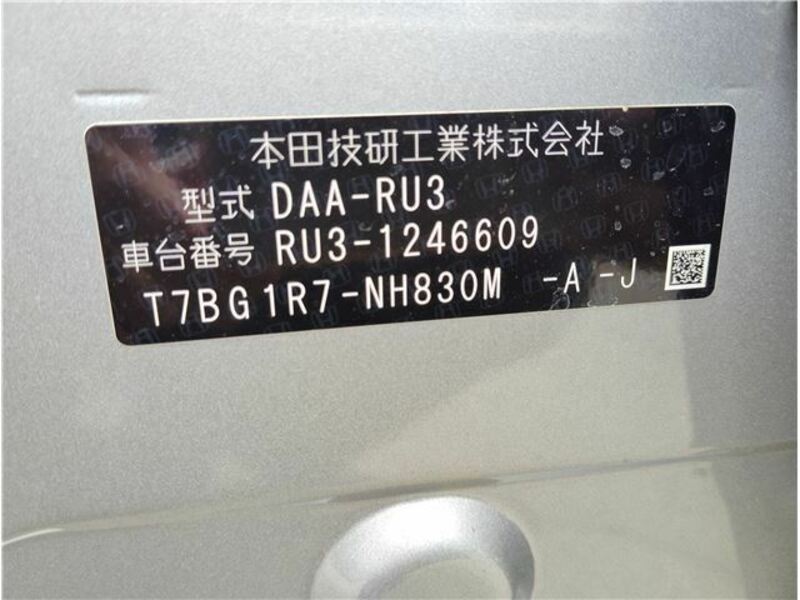 本田技研工業株式会社
型式 DAA-RU3
車台番号 RU3-1246609
T7BG1R7-NH830M -A -J